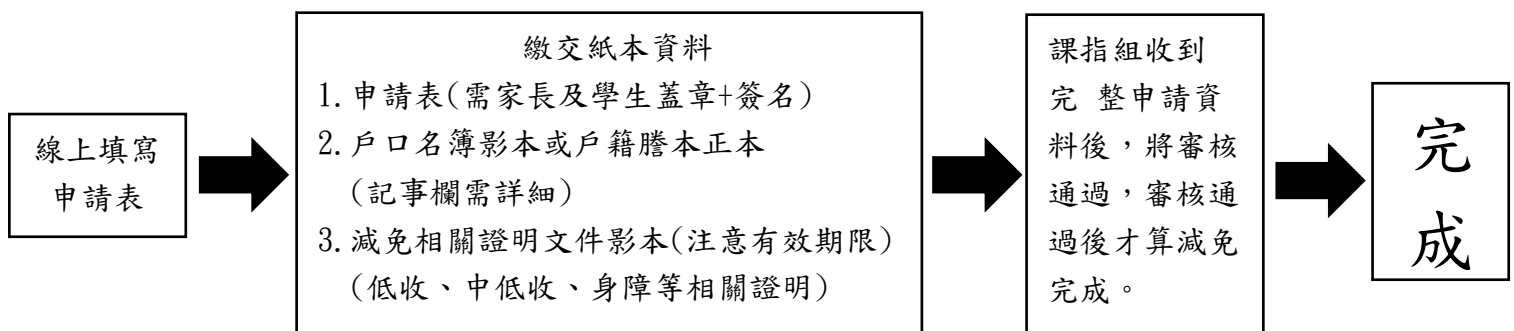 線上填寫
申請表
繳交紙本資料
1.申請表(需家長及學生蓋章+簽名)
2.戶口名簿影本或戶籍謄本正本
(記事欄需詳細)
3.減免相關證明文件影本(注意有效期限)
(低收、中低收、身障等相關證明)
課指組收到
完 整申請資
料後，將審核
通過，審核通
過後才算減免
完成。
完
成